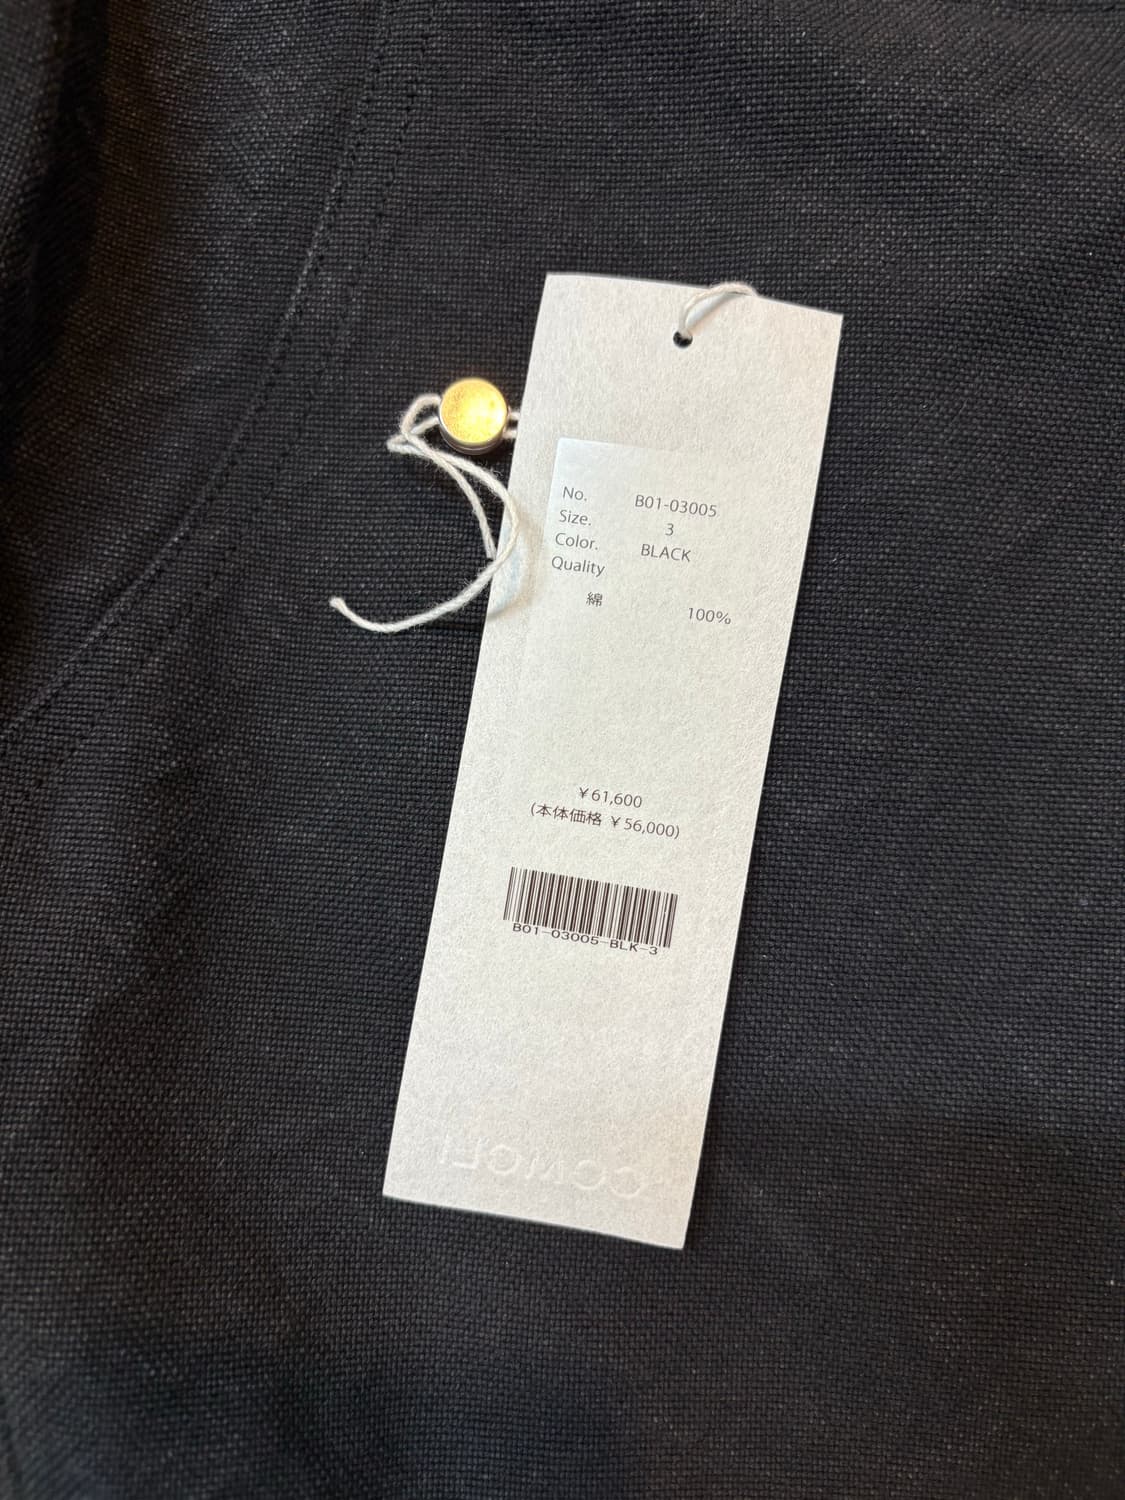 No. B01-03005
Size. 3
Color. BLACK
Quality
綿 100%
￥61,600
(本体価格 ￥56,000)
B01-03005-BLK-3
COMOLI